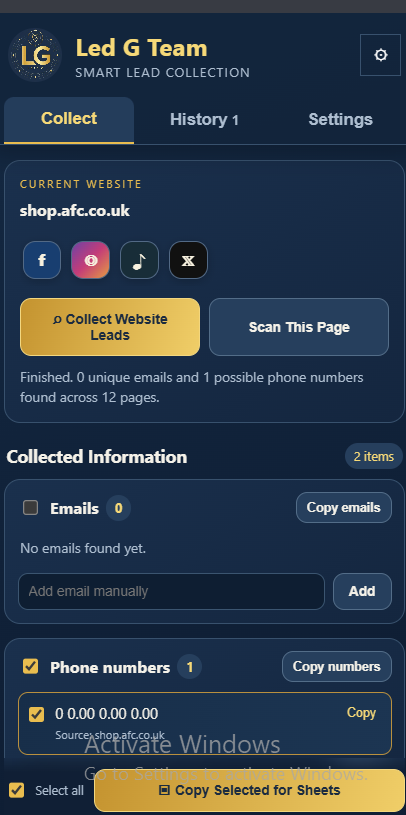 LG
Led G Team
SMART LEAD COLLECTION
Collect
History 1
Settings
CURRENT WEBSITE
shop.afc.co.uk
f
X
Collect Website
Leads
Scan This Page
Finished. 0 unique emails and 1 possible phone numbers
found across 12 pages.
Collected Information
2 items
Emails 0
Copy emails
No emails found yet.
Add email manually
Add
Phone numbers 1
Copy numbers
0 0.00 0.00 0.00
Copy
Source: shop.afc.co.uk
Activate Windows
Go to Settings to activate Windows.
Select all
Copy Selected for Sheets